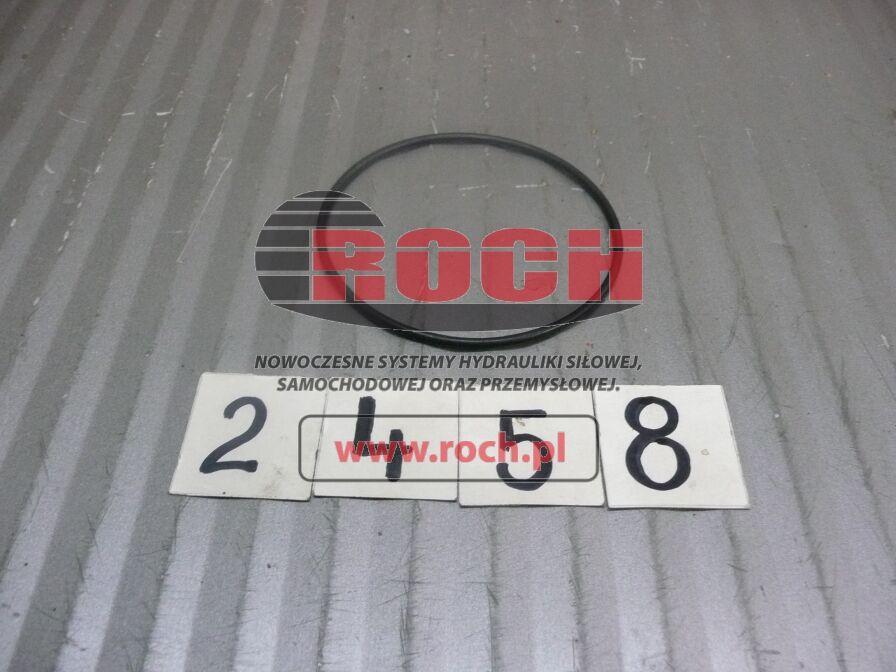 ROCH
NOWOCZESNE SYSTEMY HYDRAULIKI SIŁOWEJ,
SAMOCHODOWEJ ORAZ PRZEMYSŁOWEJ.
www.roch.pl
2 4 5 8